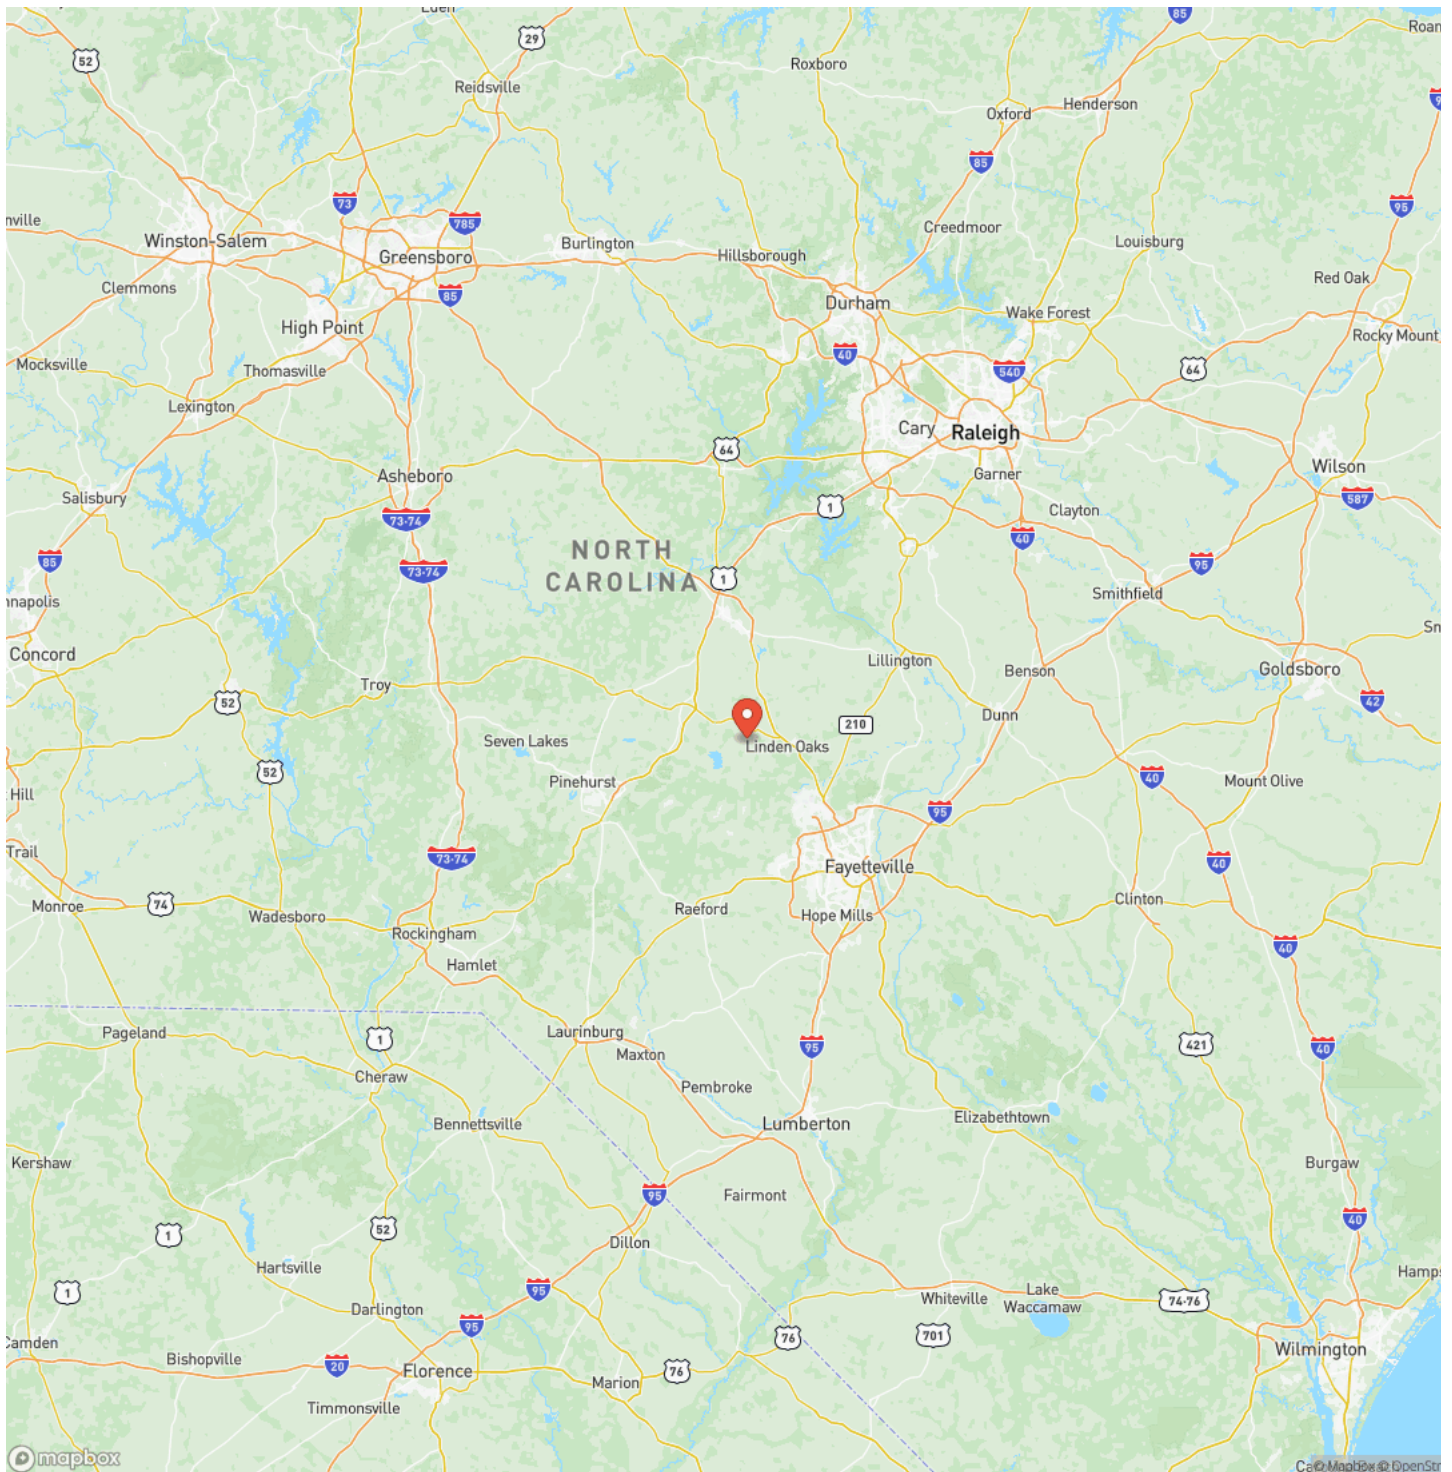 Eden
85
Roan
29
52
Roxboro
Reidsville
Henderson
Oxford
9
85
73
95
nville
785
Creedmoor
Winston-Salem
Burlington
Louisburg
Greensboro
Hillsborough
Red Oak
Clemmons
85
Durham
Wake Forest
High Point
Rocky Mount
40
Mocksville
Thomasville
540
64
Lexington
Cary
Raleigh
64
Wilson
Asheboro
Garner
Salisbury
587
1
Clayton
73-74
40
NORTH
CAROLINA
85
95
73-74
1
nnapolis
Smithfield
Sn
Concord
Lillington
Benson
Goldsboro
Troy
52
42
Dunn
210
Seven Lakes
Linden Oaks
52
40
Pinehurst
Mount Olive
Hill
95
Trail
73-74
40
Fayetteville
Clinton
74
Monroe
Raeford
Wadesboro
Hope Mills
Rockingham
40
Hamlet
Pageland
Laurinburg
1
95
421
40
Maxton
Cheraw
Pembroke
Bennettsville
Lumberton
Elizabethtown
Kershaw
Burgaw
95
Fairmont
40
52
1
Dillon
Hartsville
Hamps
95
1
Lake
Waccamaw
Whiteville
74-76
Darlington
95
76
701
Camden
Wilmington
Bishopville
20
Florence
76
Marion
Timmonsville
mapbox
© Mapbox © OpenStr